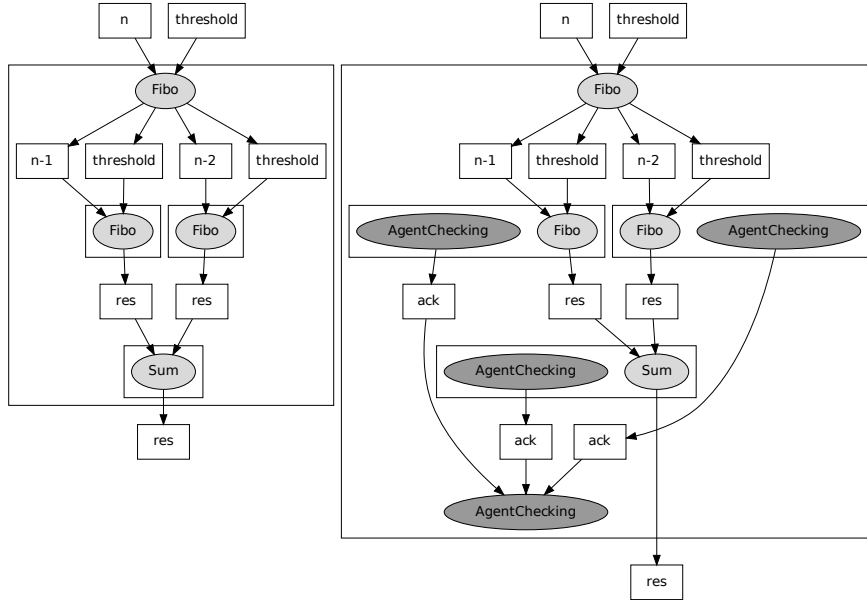 n
threshold
n
threshold
Fibo
Fibo
n-1
threshold
n-2
threshold
n-1
threshold
n-2
threshold
Fibo
Fibo
AgentChecking
Fibo
Fibo
AgentChecking
res
res
ack
res
res
Sum
AgentChecking
Sum
res
ack
ack
AgentChecking
res